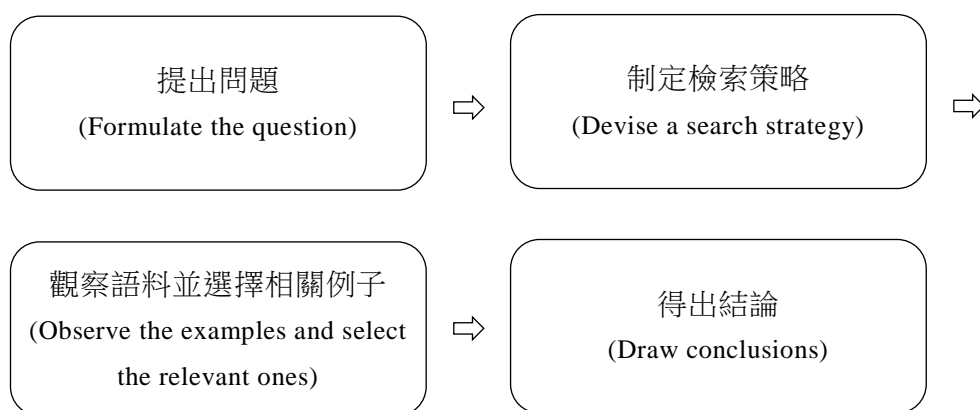 提出問題
(Formulate the question)
制定檢索策略
(Devise a search strategy)
觀察語料並選擇相關例子
(Observe the examples and select
the relevant ones)
得出結論
(Draw conclusions)